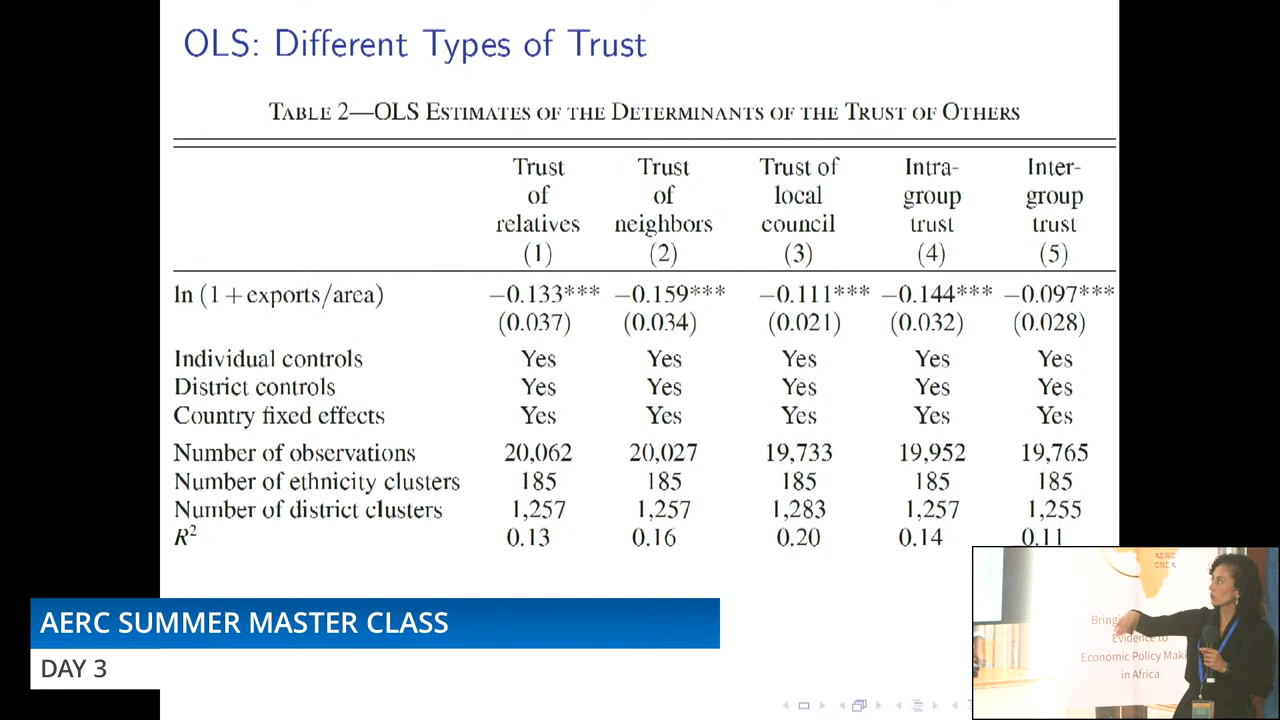 OLS: Different Types of Trust
TABLE 2—OLS ESTIMATES OF THE DETERMINANTS OF THE TRUST OF OTHERS
Trust of relatives (1) Trust of neighbors (2) Trust of local council (3) Intra-group trust (4) Inter-group trust (5)
ln (1+exports/area) −0.133*** −0.159*** −0.111*** −0.144*** −0.097***
(0.037) (0.034) (0.021) (0.032) (0.028)
Individual controls Yes Yes Yes Yes Yes
District controls Yes Yes Yes Yes Yes
Country fixed effects Yes Yes Yes Yes Yes
Number of observations 20,062 20,027 19,733 19,952 19,765
Number of ethnicity clusters 185 185 185 185 185
Number of district clusters 1,257 1,257 1,283 1,257 1,255
R² 0.13 0.16 0.20 0.14 0.11
AERC
CREA
Evidence to
Economic Policy
in Africa
AERC SUMMER MASTER CLASS
DAY 3